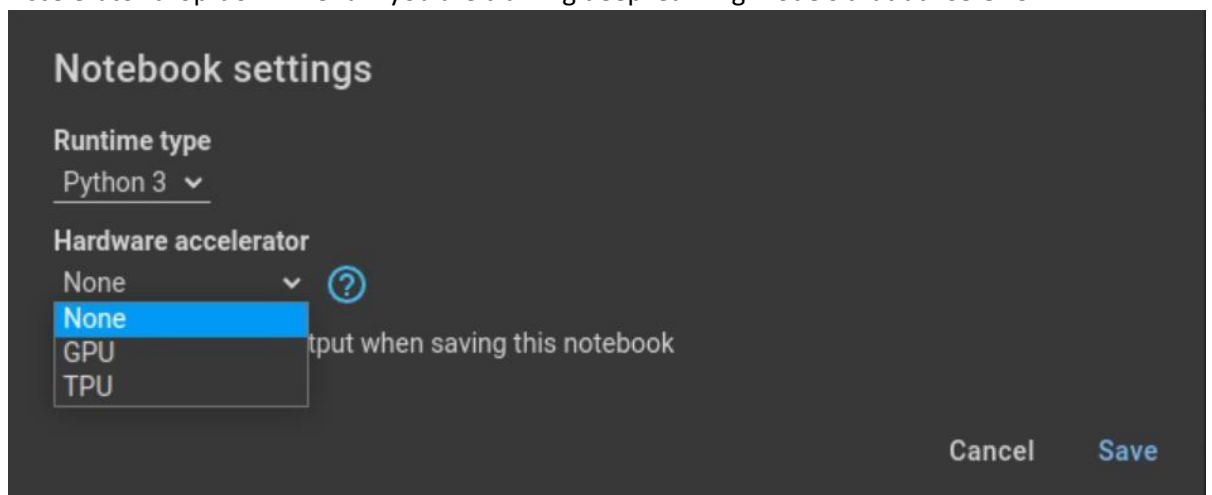 Notebook settings
Runtime type
Python 3
Hardware accelerator
None
None
GPU
tput when saving this notebook
TPU
Cancel Save